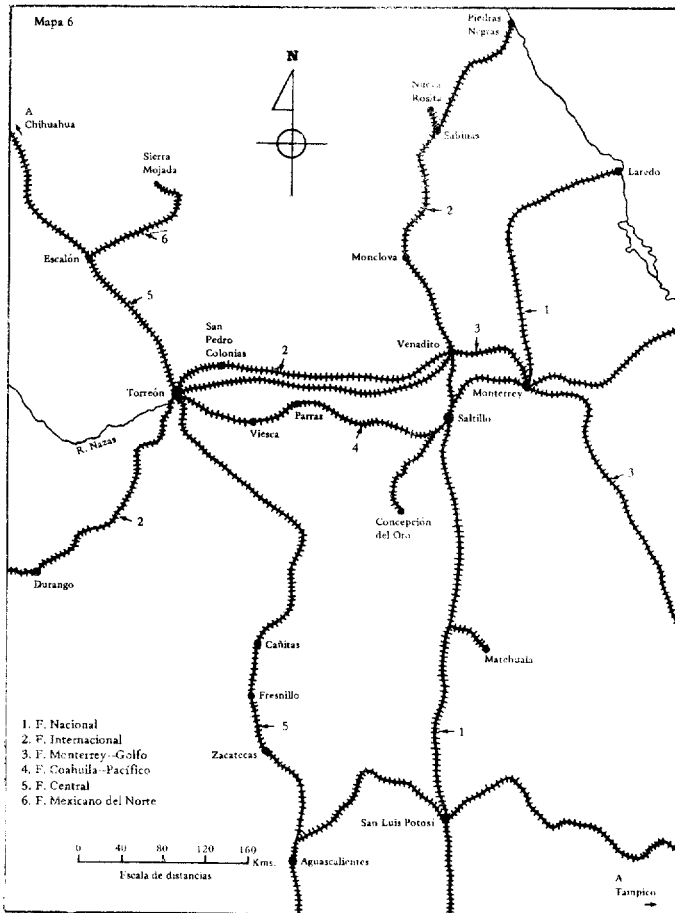 Mapa 6
Piedras
Negras
N
Nueva
Rosita
A
Chihuahua
Sabinas
Sierra
Mojada
Laredo
2
6
Escalón
Monclova
5
1
San
Pedro
Colonias
2
Venadito
3
Torreón
Monterrey
Parras
Saltillo
Viesca
4
R. Nazas
3
Concepción
del Oro
2
Durango
Cañitas
Matehuala
Fresnillo
1. F. Nacional
2. F. Internacional
3. F. Monterrey--Golfo
4. F. Coahuila--Pacífico
5. F. Central
6. F. Mexicano del Norte
5
1
Zacatecas
San Luis Potosí
0 40 80 120 160
Kms.
Escala de distancias
Aguascalientes
A
Tampico